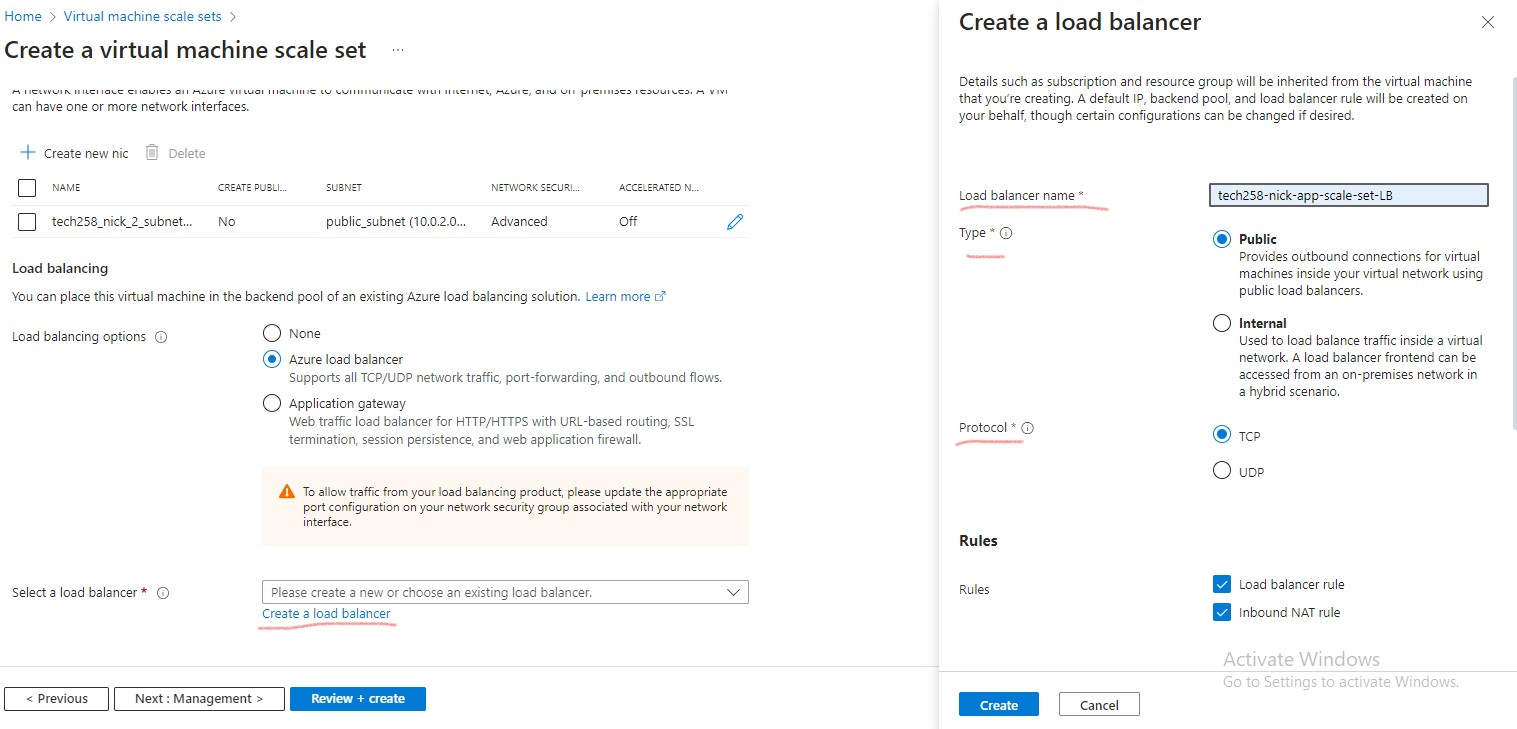 Home > Virtual machine scale sets >
Create a virtual machine scale set ...
A network interface enables an Azure virtual machine to communicate with internet, Azure, and on-premises resources. A VM
can have one or more network interfaces.
Create new nic Delete
NAME CREATE PUBLI... SUBNET NETWORK SECURI... ACCELERATED N...
tech258_nick_2_subnet... No public_subnet (10.0.2.0... Advanced Off
Load balancing
You can place this virtual machine in the backend pool of an existing Azure load balancing solution. Learn more
Load balancing options
None
Azure load balancer
Supports all TCP/UDP network traffic, port-forwarding, and outbound flows.
Application gateway
Web traffic load balancer for HTTP/HTTPS with URL-based routing, SSL
termination, session persistence, and web application firewall.
To allow traffic from your load balancing product, please update the appropriate
port configuration on your network security group associated with your network
interface.
Select a load balancer *
Please create a new or choose an existing load balancer.
Create a load balancer
< Previous Next : Management > Review + create
Create a load balancer
Details such as subscription and resource group will be inherited from the virtual machine
that you're creating. A default IP, backend pool, and load balancer rule will be created on
your behalf, though certain configurations can be changed if desired.
Load balancer name * tech258-nick-app-scale-set-LB
Type *
Public
Provides outbound connections for virtual
machines inside your virtual network using
public load balancers.
Internal
Used to load balance traffic inside a virtual
network. A load balancer frontend can be
accessed from an on-premises network in
a hybrid scenario.
Protocol *
TCP
UDP
Rules
Rules
Load balancer rule
Inbound NAT rule
Activate Windows
Go to Settings to activate Windows.
Create Cancel